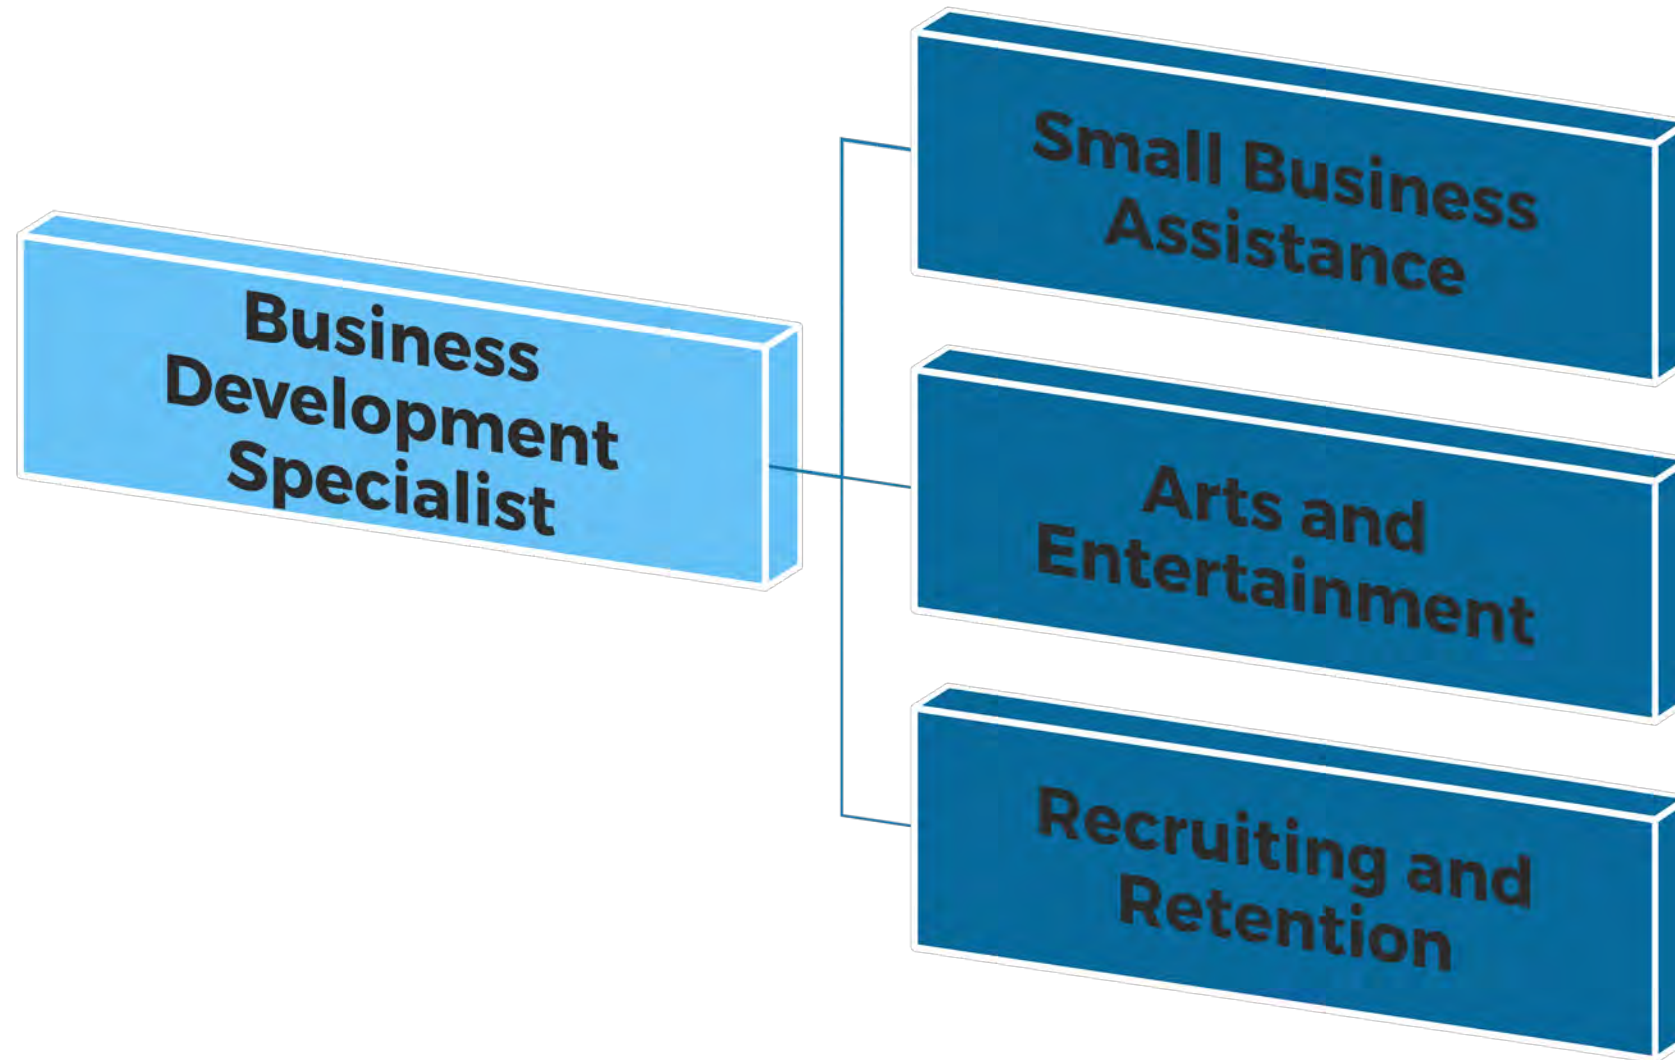 Business
Development
Specialist
Small Business
Assistance
Arts and
Entertainment
Recruiting and
Retention